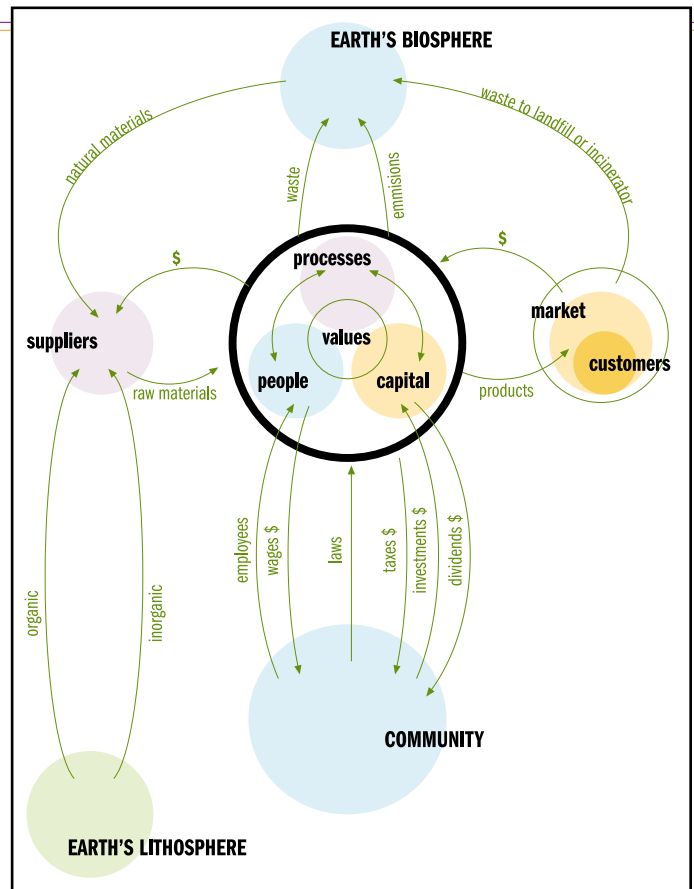 EARTH'S BIOSPHERE
natural materials
waste to landfill or incinerator
waste
emmisions
$
$
processes
values
people
capital
suppliers
raw materials
market
customers
products
employees
wages $
laws
taxes $
investments $
dividends $
organic
inorganic
COMMUNITY
EARTH'S LITHOSPHERE